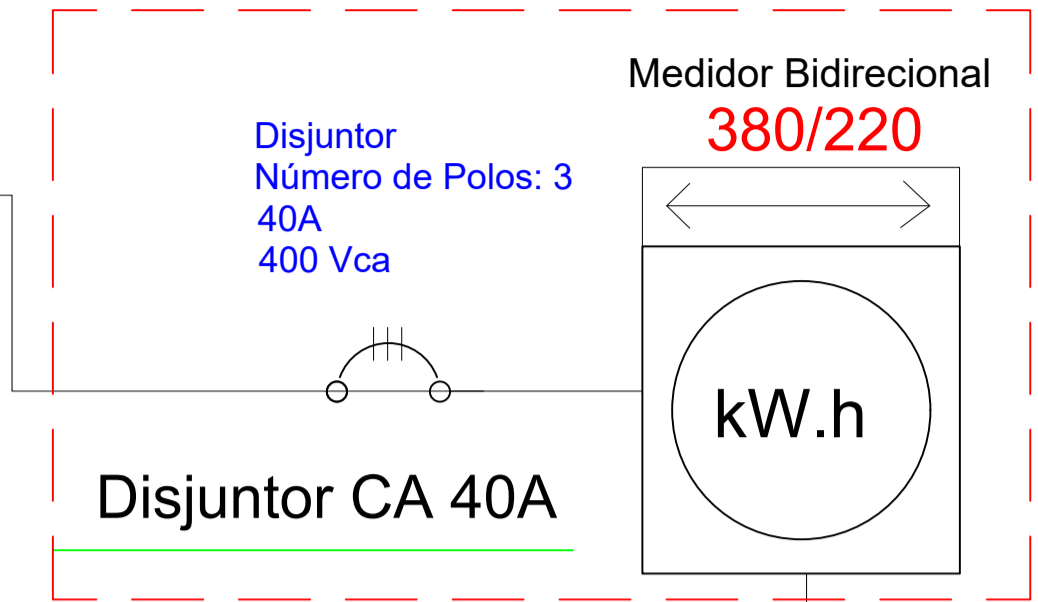 Medidor Bidirecional
380/220
Disjuntor
Número de Polos: 3
40A
400 Vca
kW.h
Disjuntor CA 40A